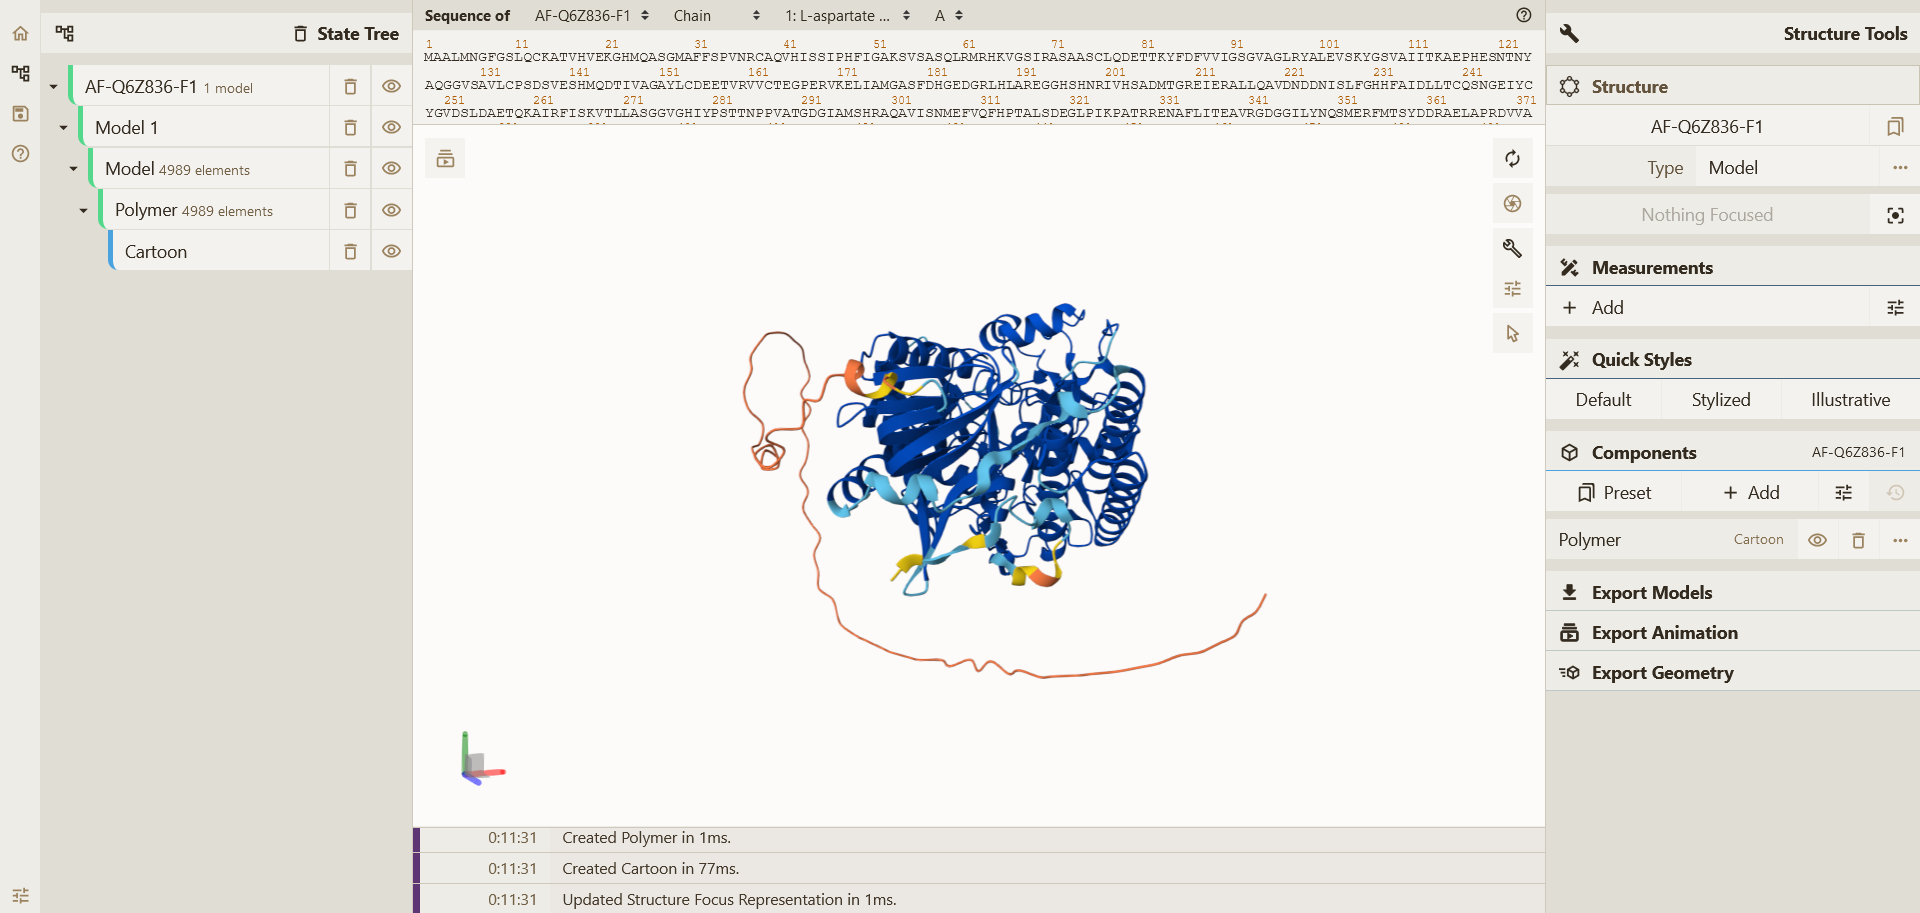 State Tree
AF-Q6Z836-F1 1 model
Model 1
Model 4989 elements
Polymer 4989 elements
Cartoon
Sequence of AF-Q6Z836-F1 Chain 1: L-aspartate ... A
1 11 21 31 41 51 61 71 81 91 101 111 121
MAALMNGFGSLQCKATVHVEKGHMQASGMAFFSPVNRCAQVHISSIPHFIGAKSVSASQLRMRHKVGSIRASAASCLQDETTKYFDFVVIGSGVAGLRYALEVSKYGSVAIITKAEPHESNTNY
131 141 151 161 171 181 191 201 211 221 231 241
AQGGVSAVLCPSDSVESHMQDTIVAGAYLCDEETVRVVCTEGPERVKELIAMGASFDHGEDGRLHLAREGGHSHNRIVHSADMTGREIERALLQAVDNDDNISLFGHHFAIDLLTCQSNGEIYC
251 261 271 281 291 301 311 321 331 341 351 361 371
YGVDSLDAETQKAIRFISKVTLLASGGVGHIYPSTTNPPVATGDGIAMSHRAQAVISNMEFVQFHPTALSDEGLPIKPATRRENAFLITEAVRGDGGILYNQSMERFMTSYDDRAELAPRDVVA
0:11:31 Created Polymer in 1ms.
0:11:31 Created Cartoon in 77ms.
0:11:31 Updated Structure Focus Representation in 1ms.
Structure Tools
Structure
AF-Q6Z836-F1
Type Model
Nothing Focused
Measurements
Add
Quick Styles
Default Stylized Illustrative
Components AF-Q6Z836-F1
Preset Add
Polymer Cartoon
Export Models
Export Animation
Export Geometry